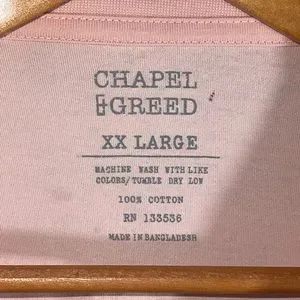 CHAPEL
&GREED
XX LARGE
MACHINE WASH WITH LIKE
COLORS/TUMBLE DRY LOW
100% COTTON
RN 133536
MADE IN BANGLADESH